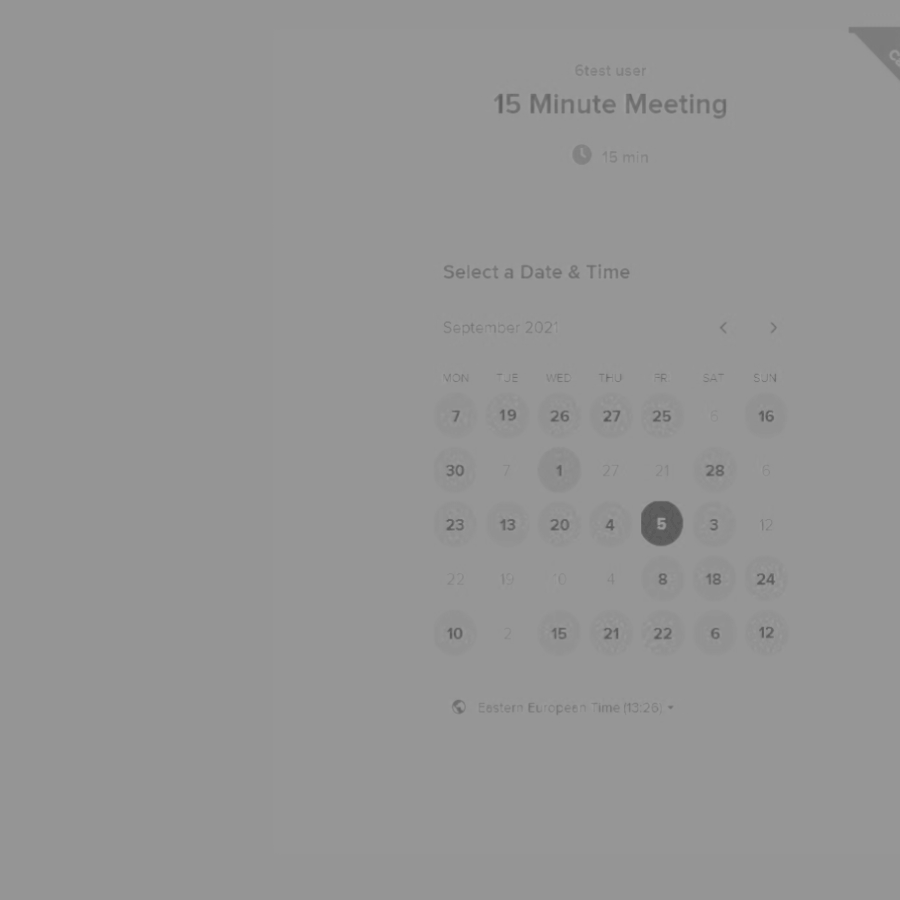 6test user
15 Minute Meeting
15 min
Select a Date & Time
September 2021
MON TUE WED THU FR SAT SUN
7 19 26 27 25 6 16
30 7 1 27 21 28 6
23 13 20 4 5 3 12
22 19 4 8 18 24
10 2 15 21 22 6 12
Eastern European Time (13:26)